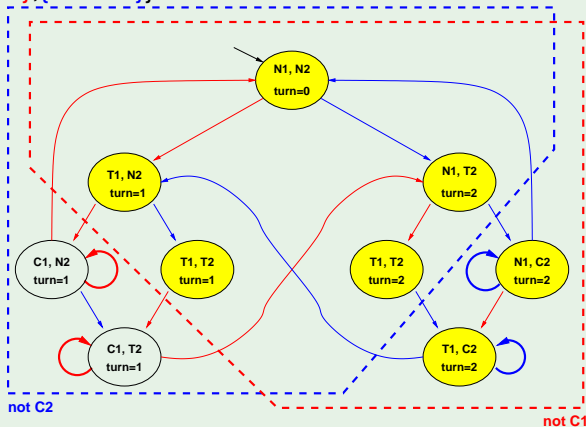 N1, N2
turn=0
T1, N2
turn=1
N1, T2
turn=2
C1, N2
turn=1
T1, T2
turn=1
T1, T2
turn=2
N1, C2
turn=2
C1, T2
turn=1
T1, C2
turn=2
not C2
not C1